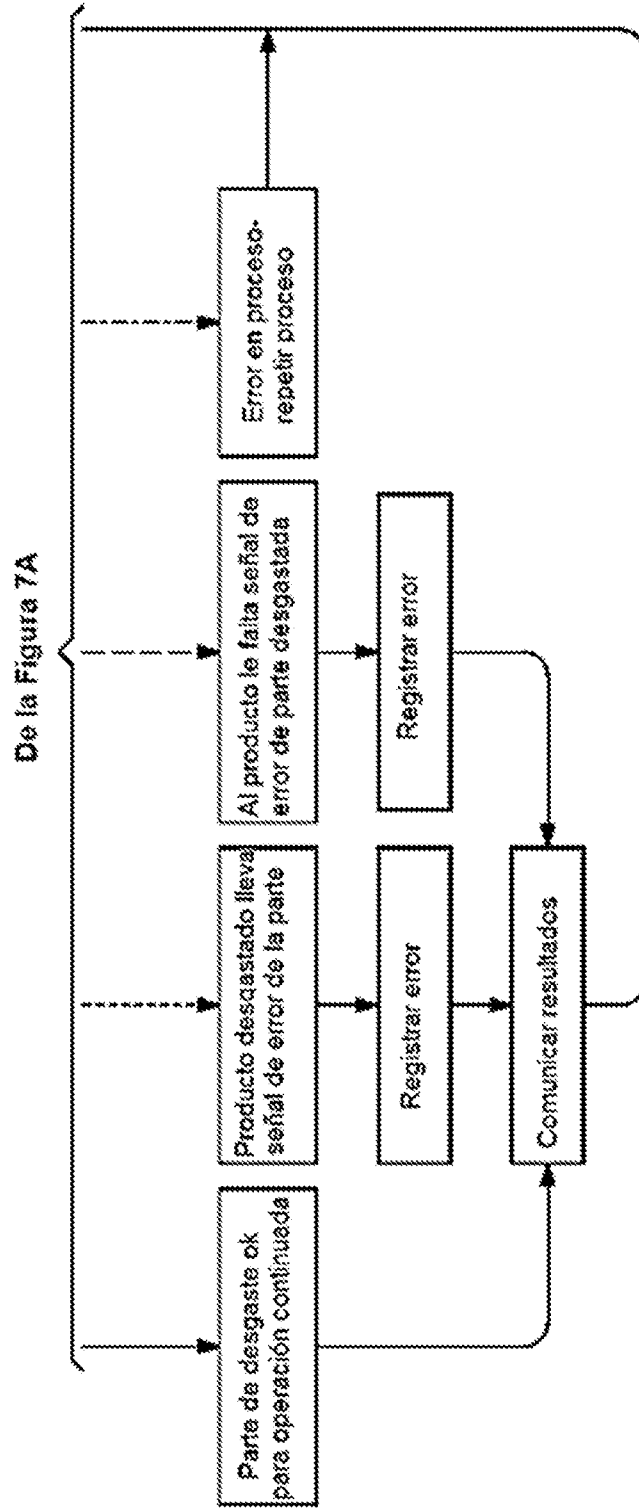 De la Figura 7A
Parte de desgaste ok
para operación continuada
Producto desgastado lleva
señal de error de la parte
Al producto le falta señal de
error de parte desgastada
Error en proceso-
repetir proceso
Registrar error
Registrar error
Comunicar resultados